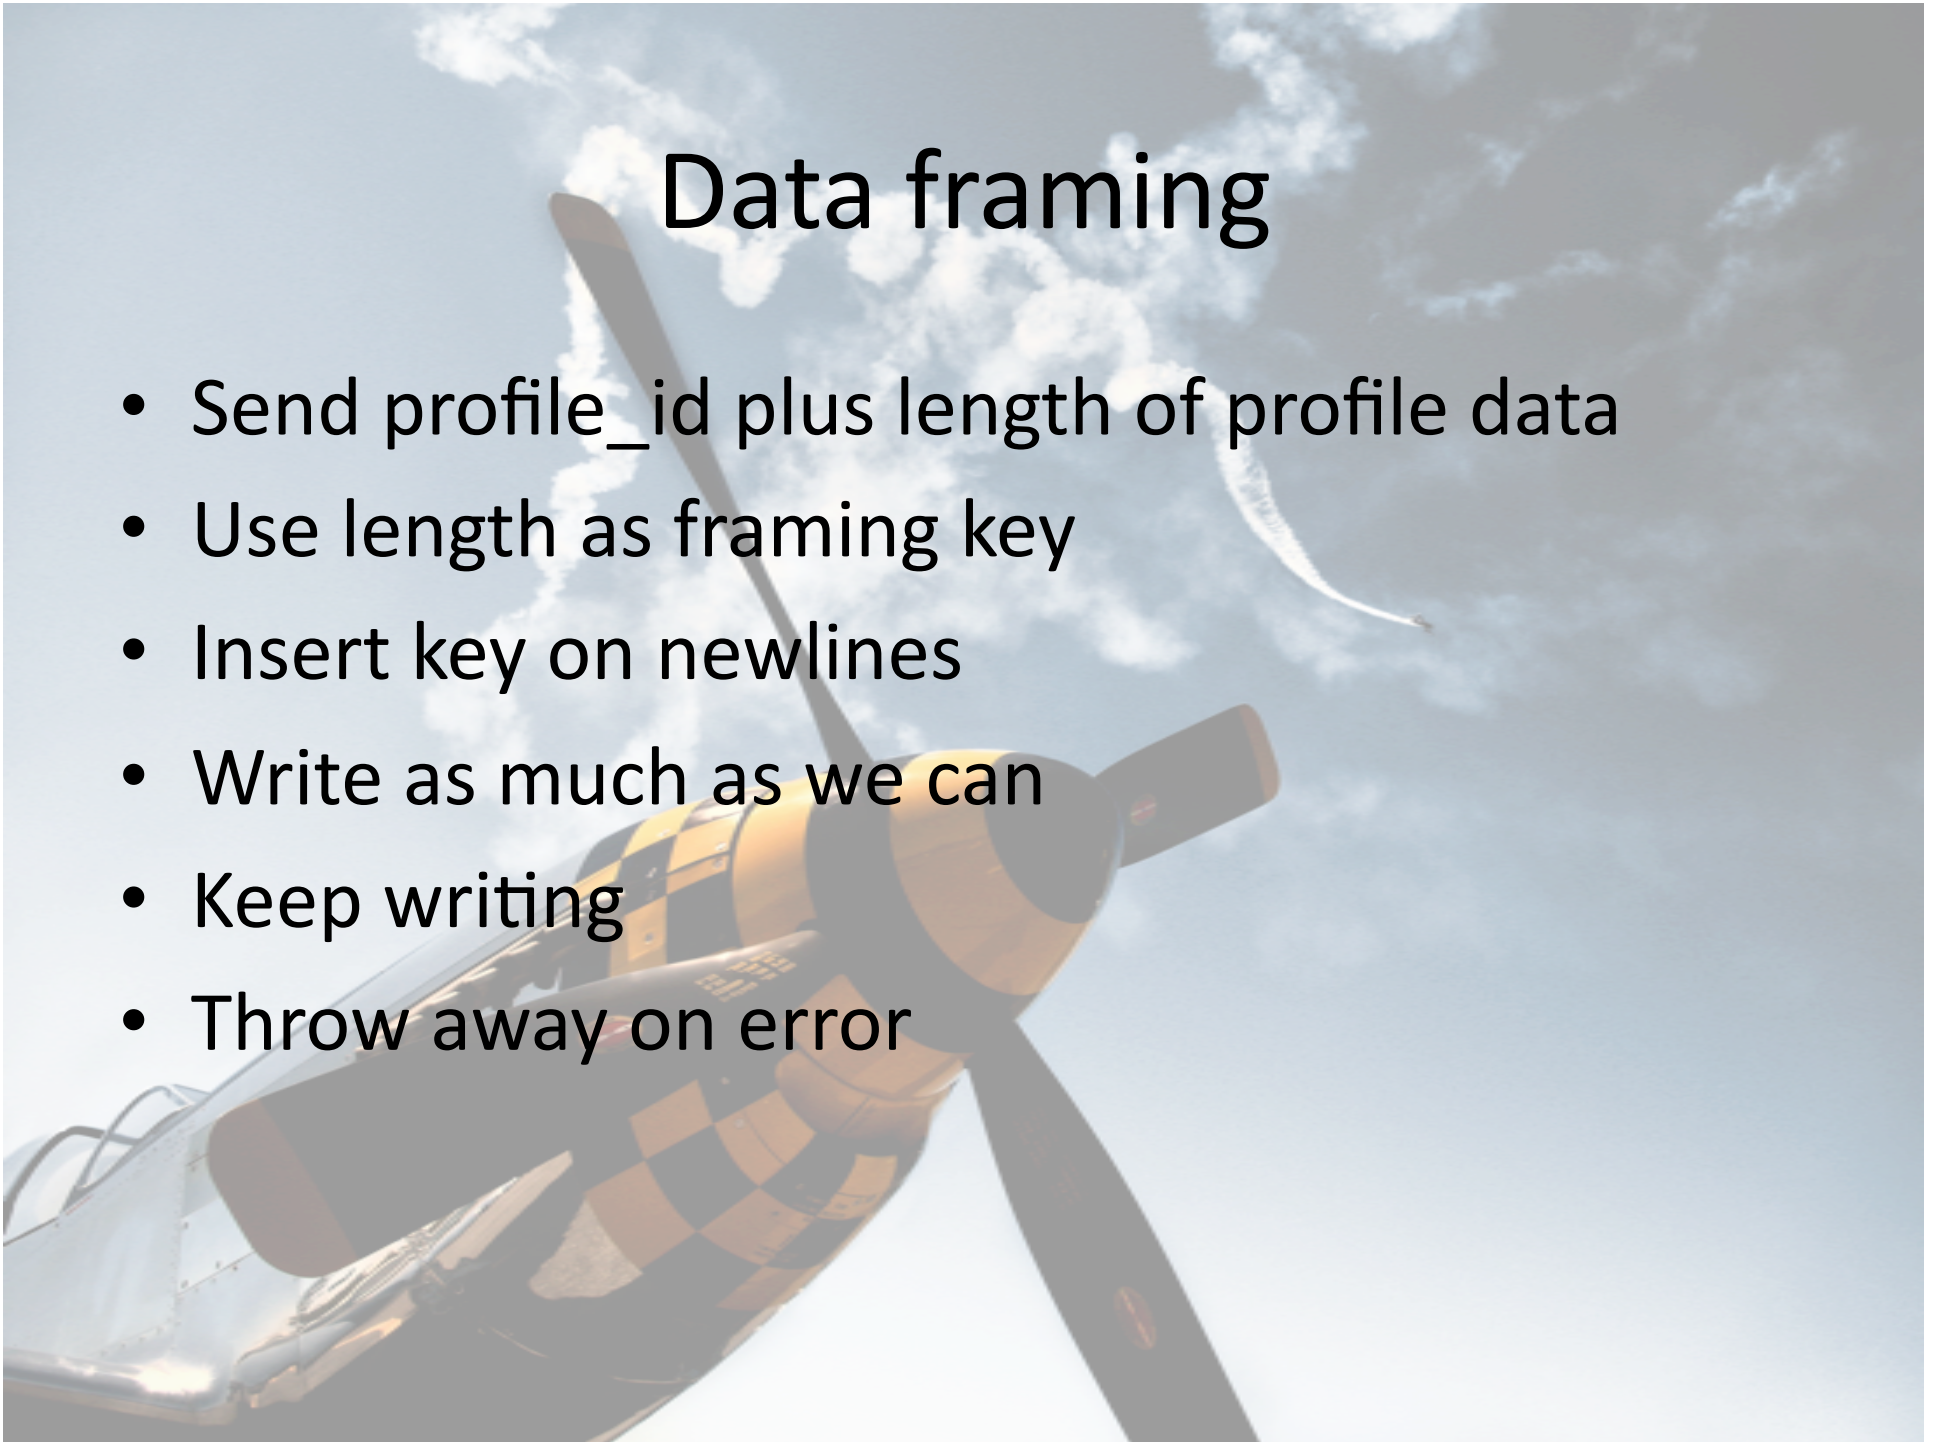 Data framing
• Send profile_id plus length of profile data
• Use length as framing key
• Insert key on newlines
• Write as much as we can
• Keep writing
• Throw away on error